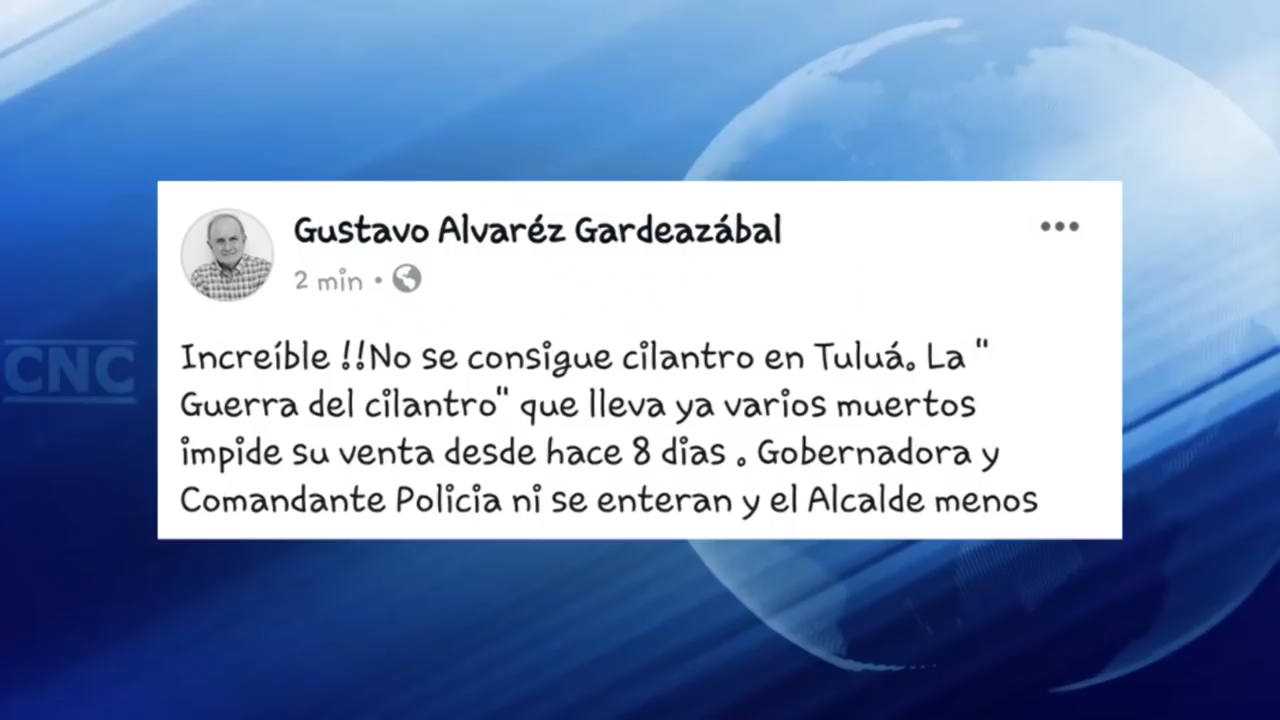 CNC
Gustavo Alvaréz Gardeazábal
2 min •
Increíble !!No se consigue cilantro en Tuluá. La "
Guerra del cilantro" que lleva ya varios muertos
impide su venta desde hace 8 dias . Gobernadora y
Comandante Policia ni se enteran y el Alcalde menos